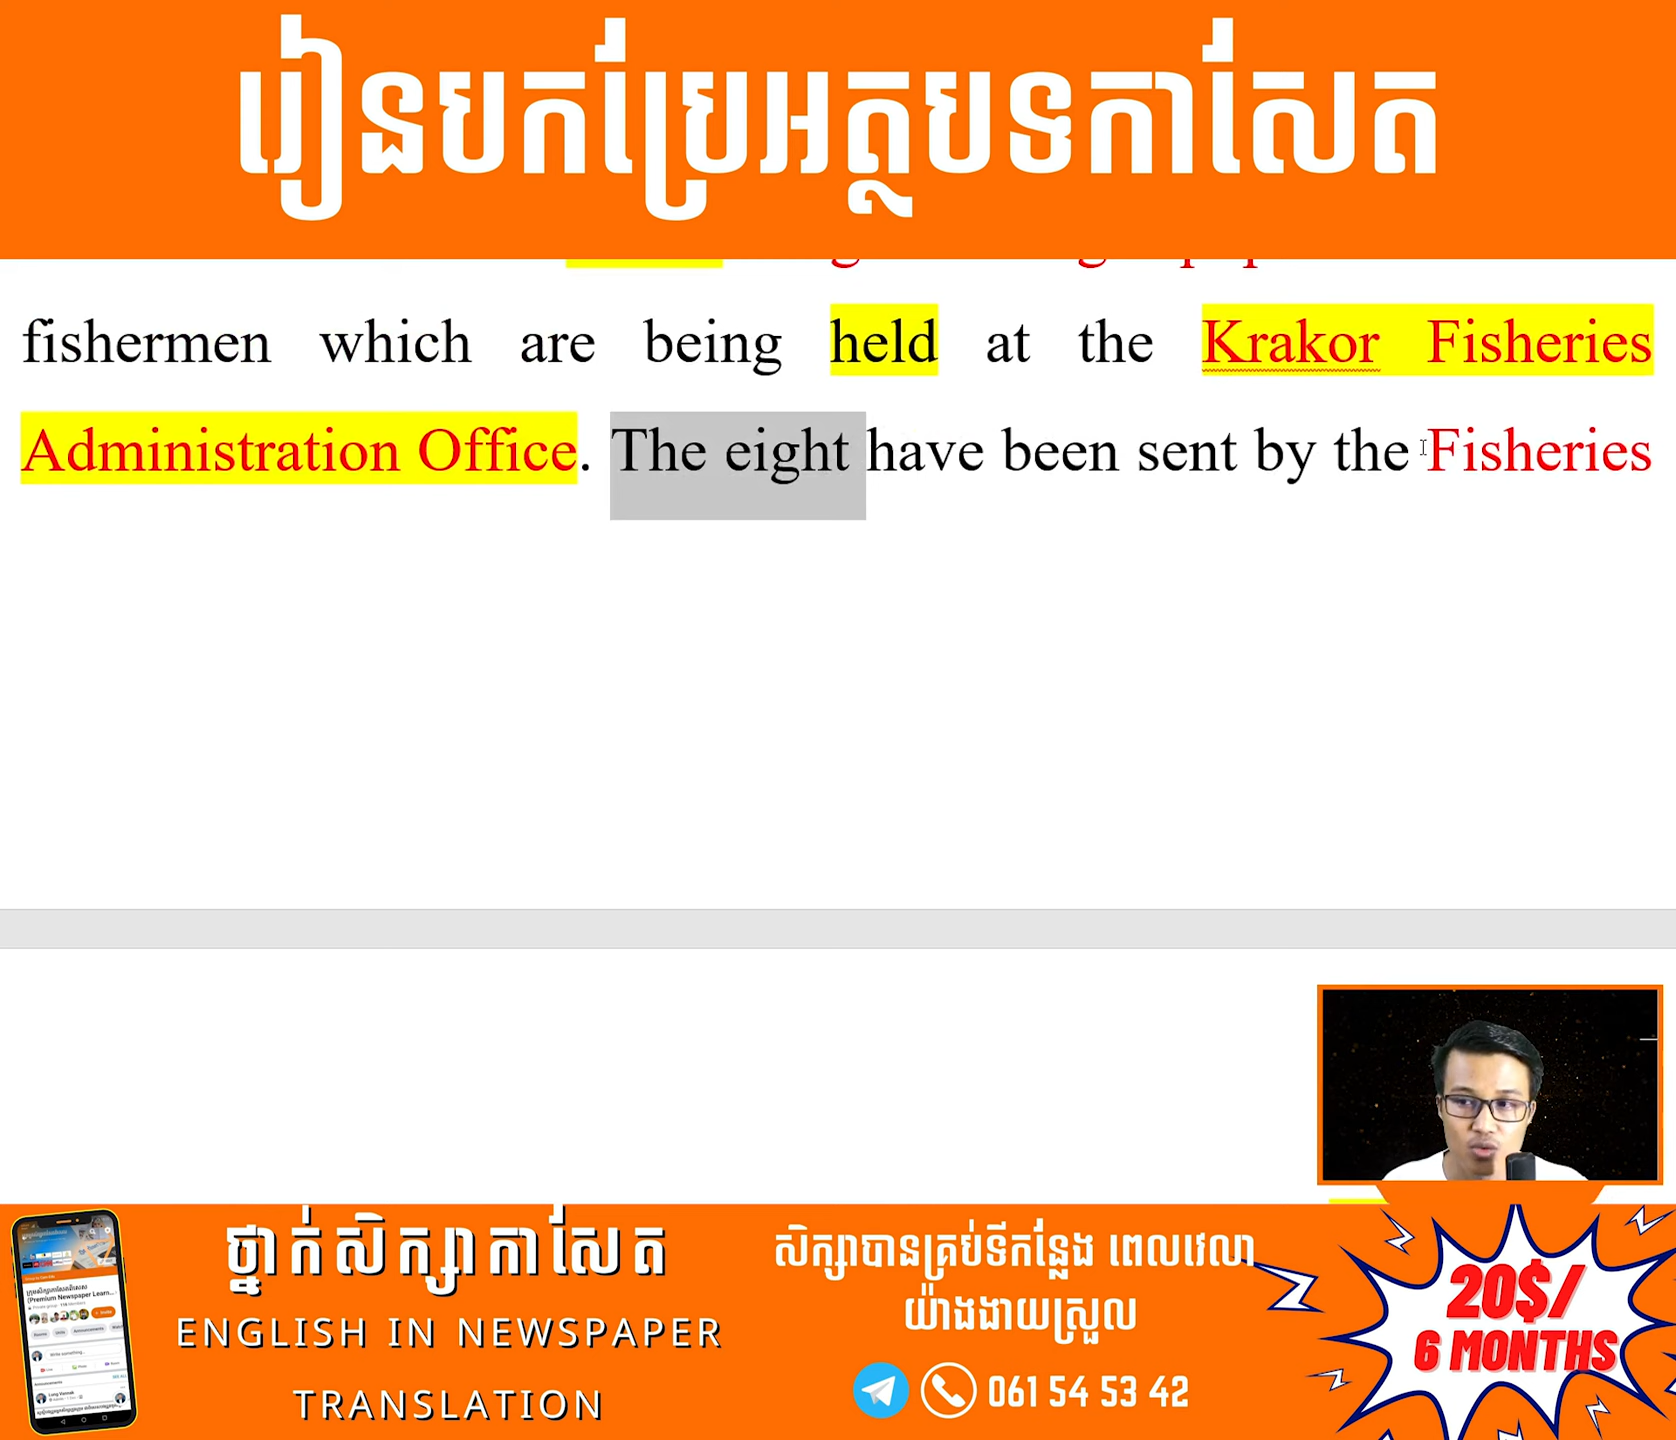 រៀនបកប្រែអត្ថបទកាសែត
fishermen which are being held at the Krakor Fisheries
Administration Office. The eight have been sent by the Fisheries
ថ្នាក់សិក្សាកាសែត
ENGLISH IN NEWSPAPER
TRANSLATION
សិក្សាបានគ្រប់ទីកន្លែង ពេលវេលា
យ៉ាងងាយស្រួល
061 54 53 42
20$/
6 MONTHS
(Premium Newspaper Learn...